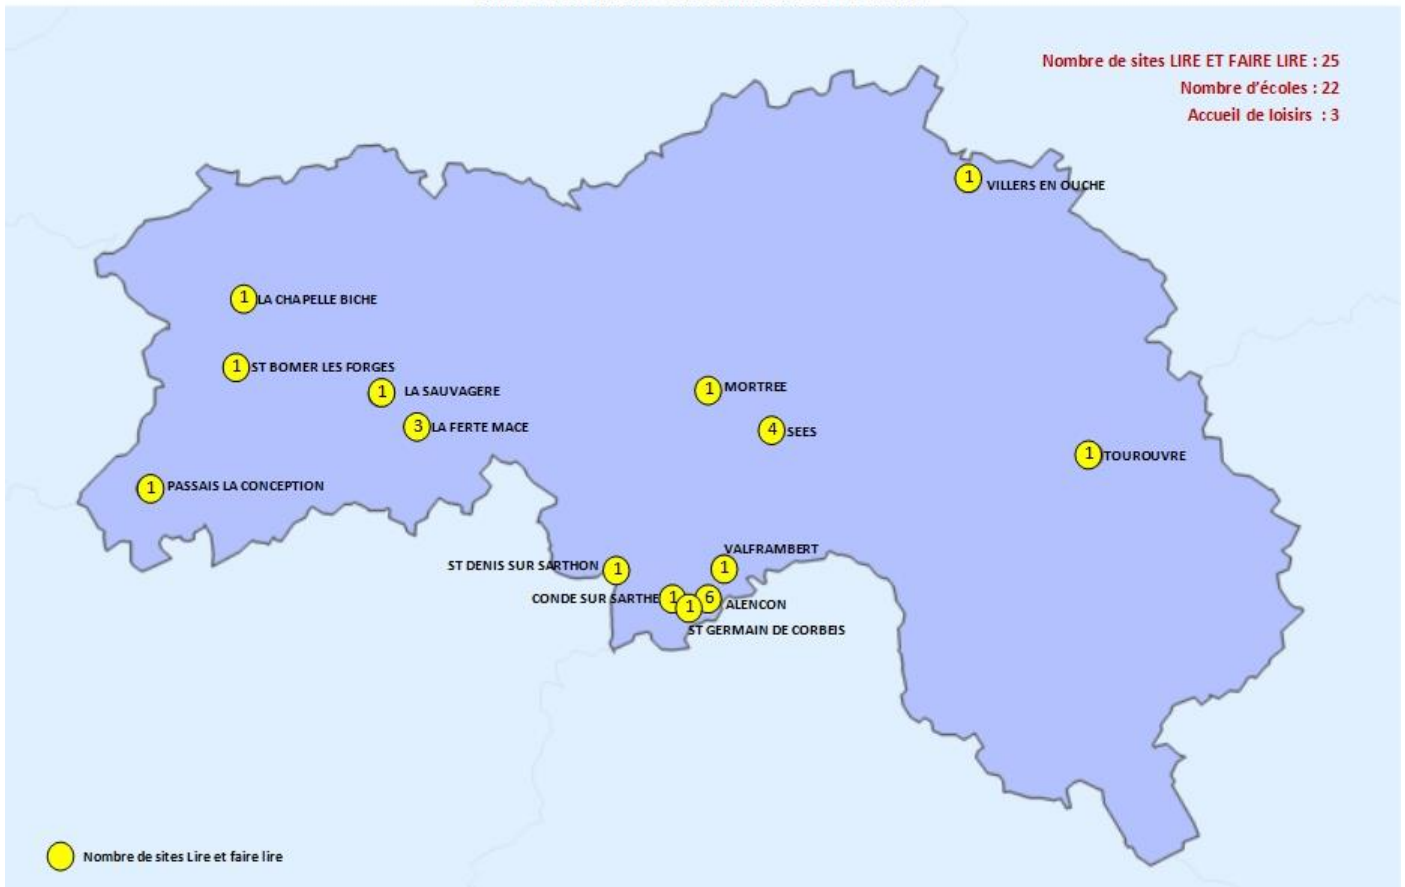 Nombre de sites LIRE ET FAIRE LIRE : 25
Nombre d'écoles : 22
Accueil de loisirs : 3
1 VILLERS EN OUCHE
1 LA CHAPELLE BICHE
1 ST BOMER LES FORGES
1 LA SAUVAGERE
1 MORTREE
3 LA FERTE MACE
4 SEES
1 TOUROUVRE
1 PASSAIS LA CONCEPTION
VALFRAMBERT
1
ST DENIS SUR SARTHON 1
CONDE SUR SARTHE 1
6 ALENCON
1
ST GERMAIN DE CORBEIS
Nombre de sites Lire et faire lire